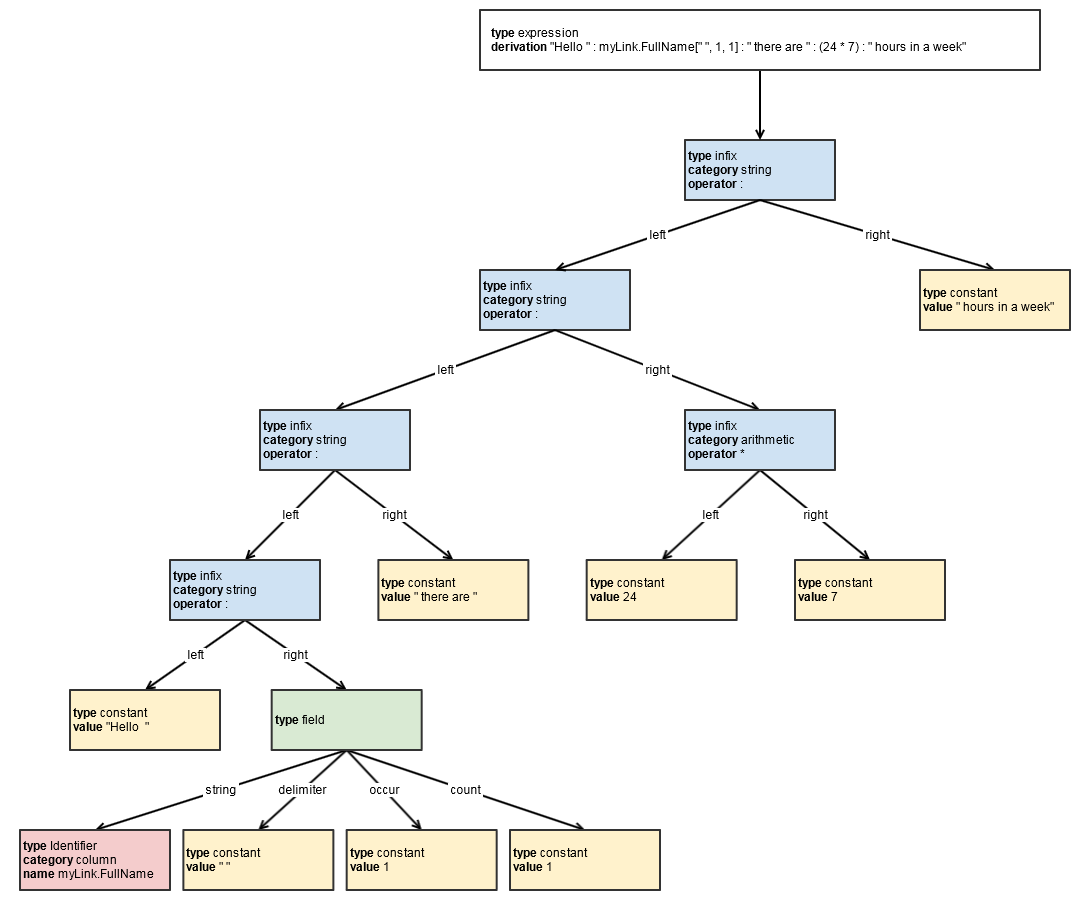 type expression
derivation "Hello " : myLink.FullName[" ", 1, 1] : " there are " : (24 * 7) : " hours in a week"
type infix
category string
operator :
left
right
type infix
category string
operator :
type constant
value " hours in a week"
left
right
type infix
category string
operator :
type infix
category arithmetic
operator *
left
right
left
right
type infix
category string
operator :
type constant
value " there are "
type constant
value 24
type constant
value 7
left
right
type constant
value "Hello  "
type field
string
delimiter
occur
count
type Identifier
category column
name myLink.FullName
type constant
value " "
type constant
value 1
type constant
value 1